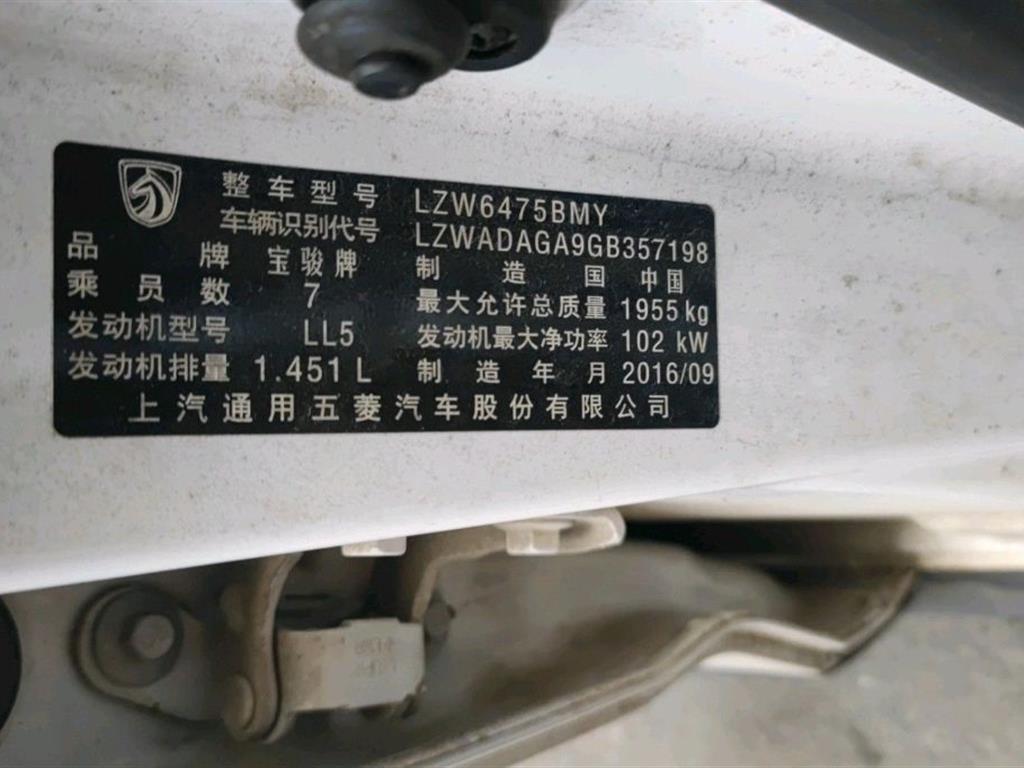 整车型号 LZW6475BMY
车辆识别代号 LZWADAGA9GB357198
品牌 宝骏牌 制造国 中国
乘员数 7 最大允许总质量 1955 kg
发动机型号 LL5 发动机最大净功率 102 kW
发动机排量 1.451 L 制造年月 2016/09
上汽通用五菱汽车股份有限公司